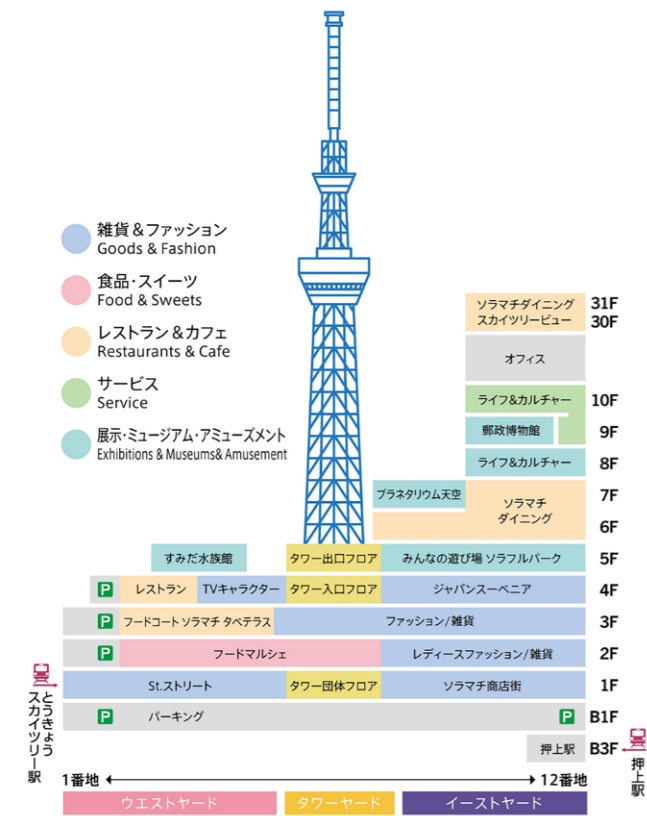 雑貨&ファッション
Goods & Fashion
食品・スイーツ
Food & Sweets
レストラン&カフェ
Restaurants & Cafe
サービス
Service
展示・ミュージアム・アミューズメント
Exhibitions & Museums& Amusement
ソラマチダイニング
スカイツリービュー
31F
30F
オフィス
ライフ&カルチャー
10F
郵政博物館
9F
ライフ&カルチャー
8F
プラネタリウム天空
7F
ソラマチ
ダイニング
6F
すみだ水族館
タワー出口フロア
みんなの遊び場 ソラフルパーク
5F
P
レストラン
TVキャラクター
タワー入口フロア
ジャパンスーベニア
4F
P
フードコート ソラマチ タベテラス
ファッション/雑貨
3F
P
フードマルシェ
レディースファッション/雑貨
2F
St.ストリート
タワー団体フロア
ソラマチ商店街
1F
P
パーキング
P
B1F
押上駅
B3F
とうきょう
スカイツリー駅
押上駅
1番地
12番地
ウエストヤード
タワーヤード
イーストヤード